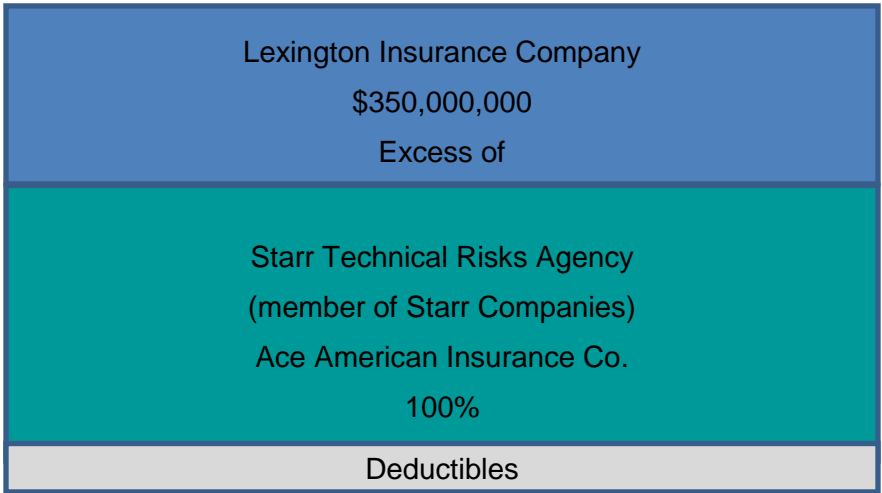 Lexington Insurance Company
$350,000,000
Excess of
Starr Technical Risks Agency
(member of Starr Companies)
Ace American Insurance Co.
100%
Deductibles